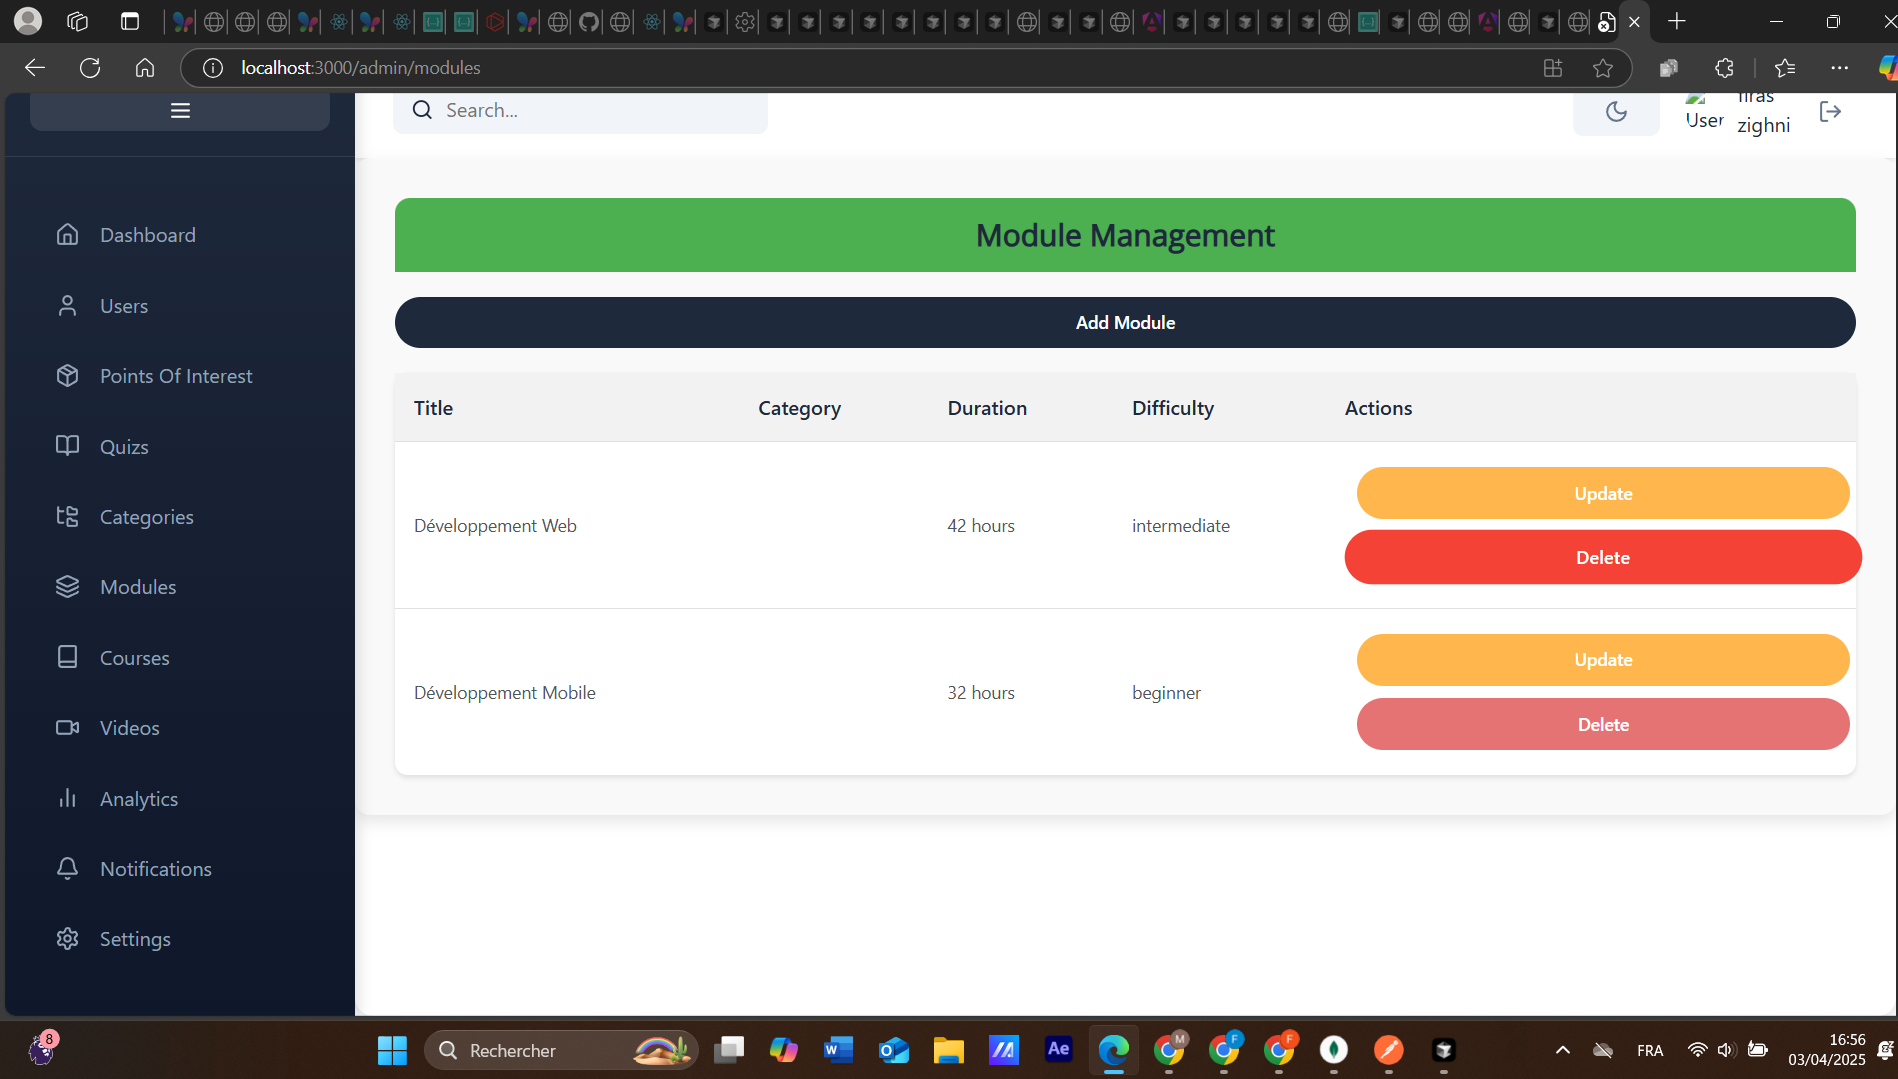 localhost:3000/admin/modules
Search...
User
firas
zighni
Dashboard
Users
Points Of Interest
Quizs
Categories
Modules
Courses
Videos
Analytics
Notifications
Settings
Module Management
Add Module
Title Category Duration Difficulty Actions
Développement Web 42 hours intermediate
Update
Delete
Développement Mobile 32 hours beginner
Update
Delete
8
Rechercher
W
O
Ae
M
F
F
FRA
16:56
03/04/2025